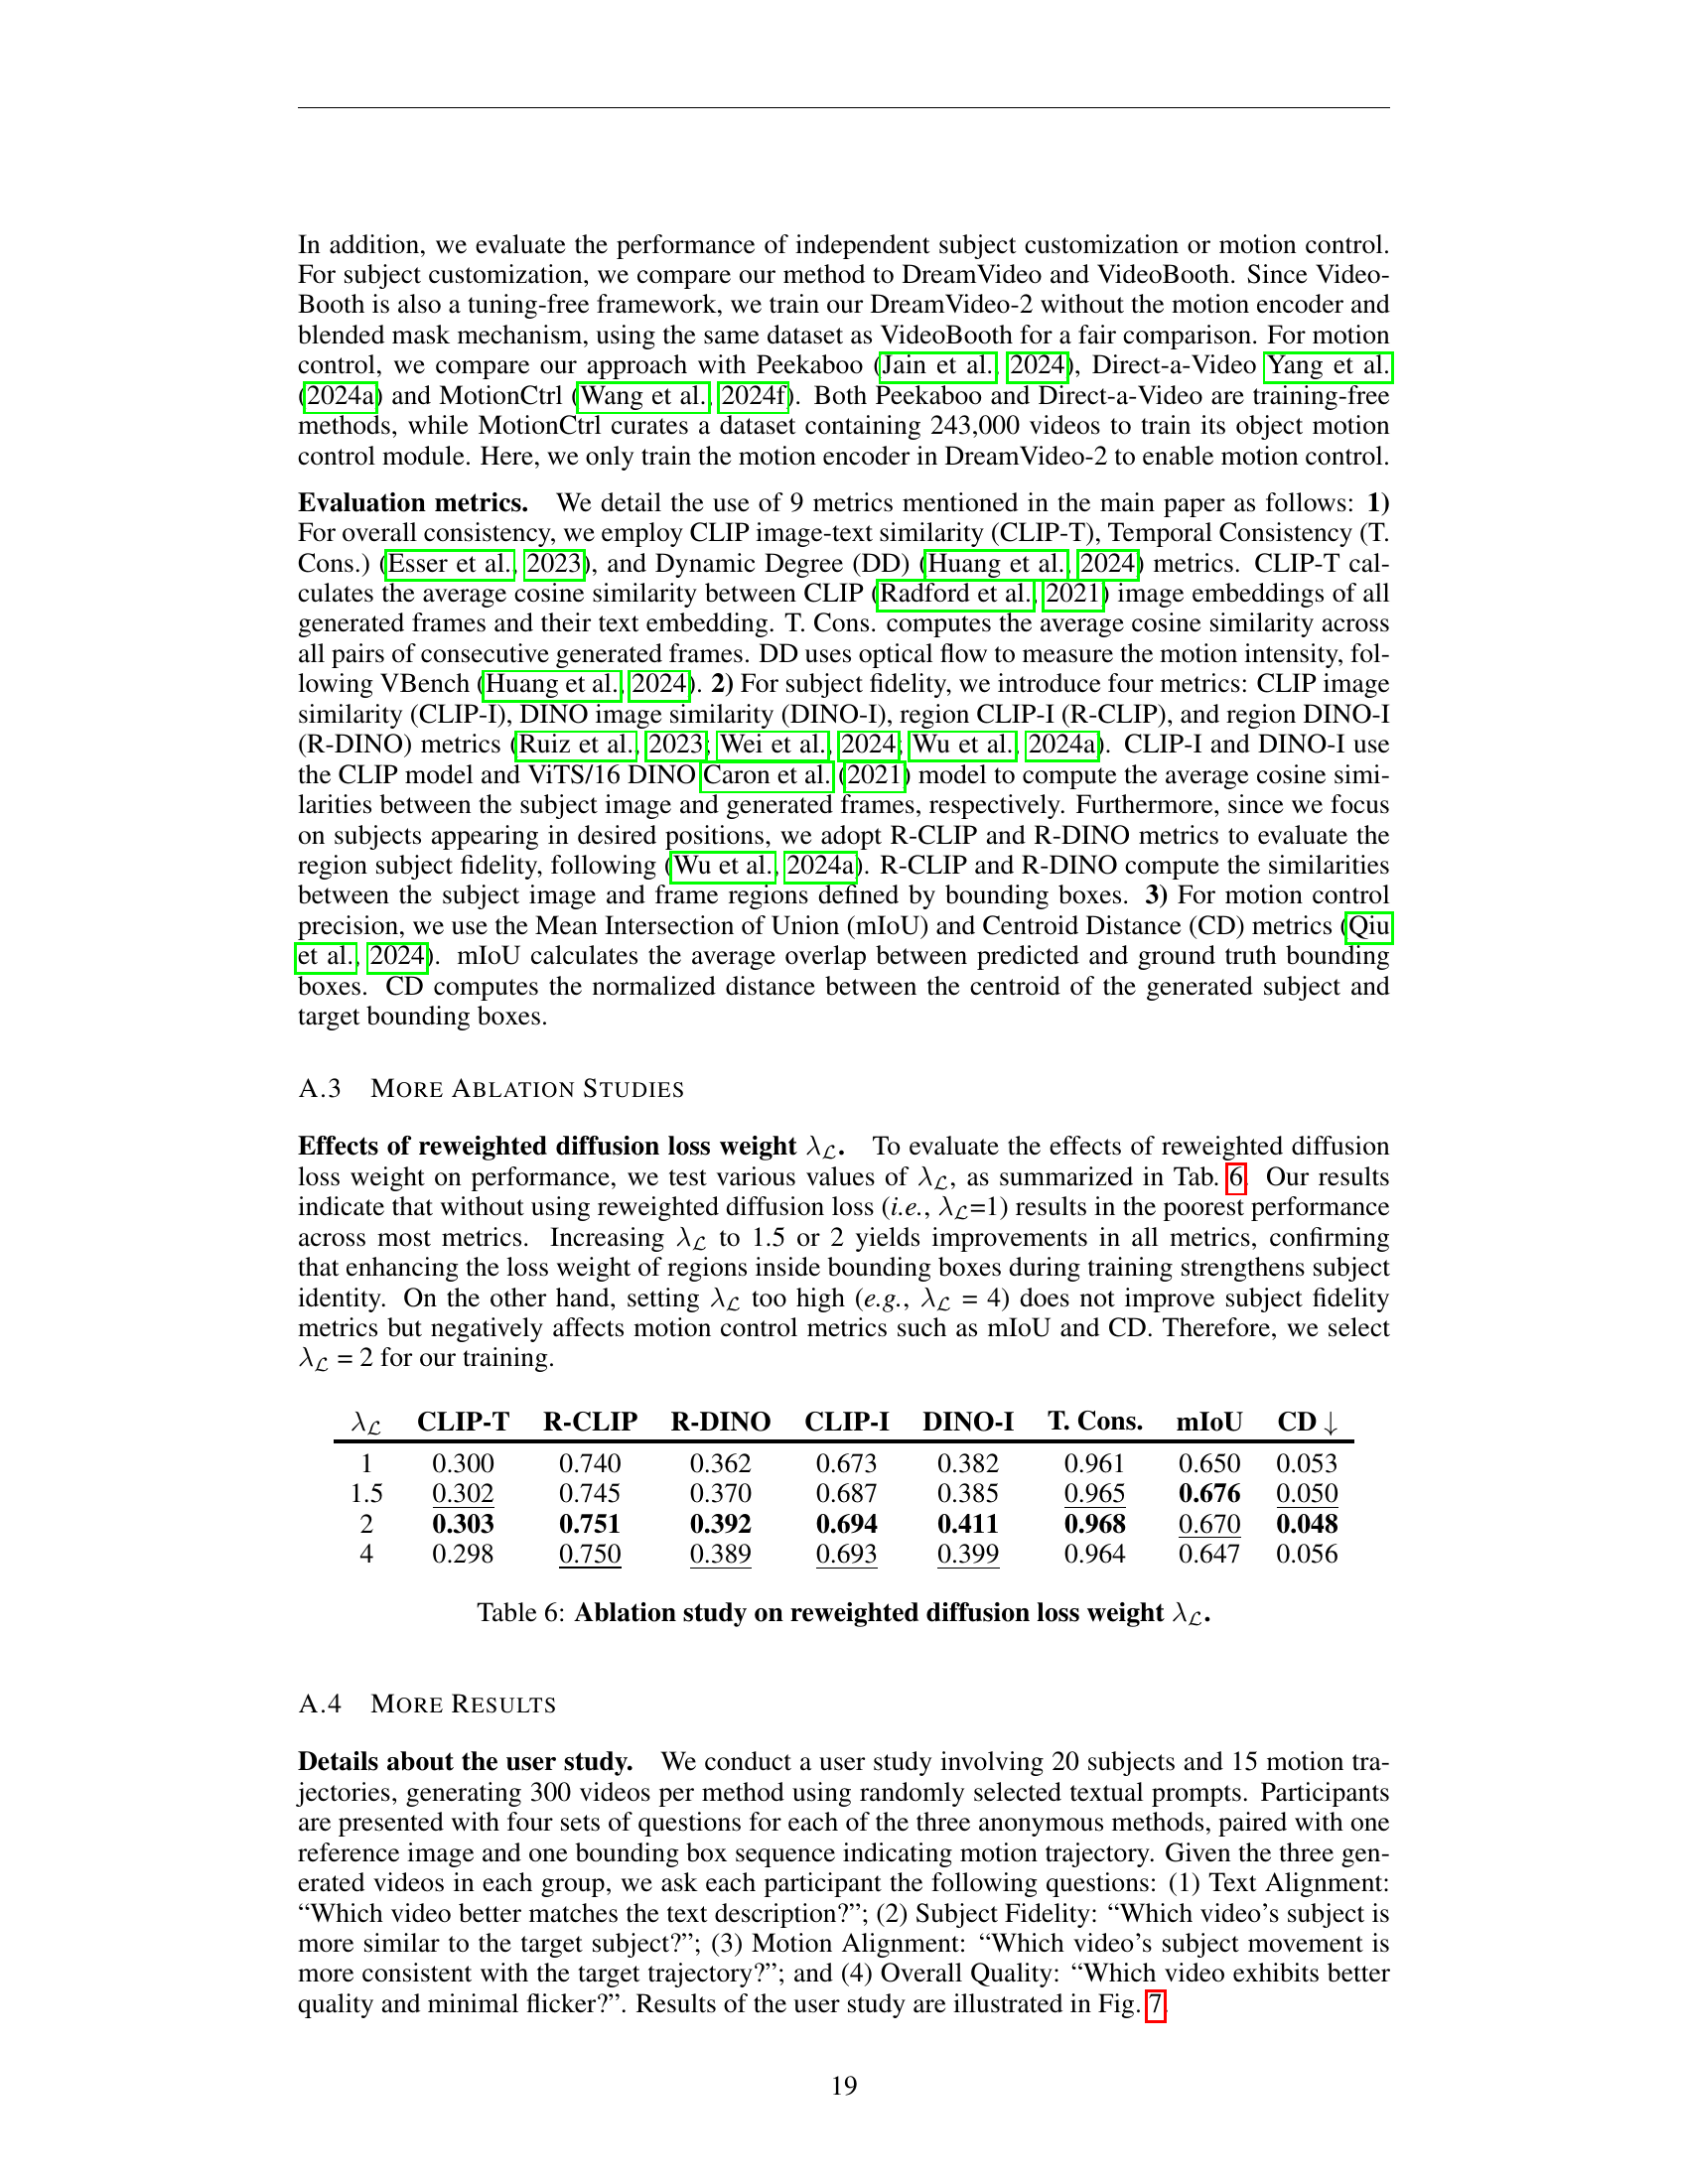 In addition, we evaluate the performance of independent subject customization or motion control.
For subject customization, we compare our method to DreamVideo and VideoBooth. Since Video-
Booth is also a tuning-free framework, we train our DreamVideo-2 without the motion encoder and
blended mask mechanism, using the same dataset as VideoBooth for a fair comparison. For motion
control, we compare our approach with Peekaboo (Jain et al., 2024), Direct-a-Video Yang et al.
(2024a) and MotionCtrl (Wang et al., 2024f). Both Peekaboo and Direct-a-Video are training-free
methods, while MotionCtrl curates a dataset containing 243,000 videos to train its object motion
control module. Here, we only train the motion encoder in DreamVideo-2 to enable motion control.
Evaluation metrics. We detail the use of 9 metrics mentioned in the main paper as follows: 1)
For overall consistency, we employ CLIP image-text similarity (CLIP-T), Temporal Consistency (T.
Cons.) (Esser et al., 2023), and Dynamic Degree (DD) (Huang et al., 2024) metrics. CLIP-T cal-
culates the average cosine similarity between CLIP (Radford et al., 2021) image embeddings of all
generated frames and their text embedding. T. Cons. computes the average cosine similarity across
all pairs of consecutive generated frames. DD uses optical flow to measure the motion intensity, fol-
lowing VBench (Huang et al., 2024). 2) For subject fidelity, we introduce four metrics: CLIP image
similarity (CLIP-I), DINO image similarity (DINO-I), region CLIP-I (R-CLIP), and region DINO-I
(R-DINO) metrics (Ruiz et al., 2023; Wei et al., 2024; Wu et al., 2024a). CLIP-I and DINO-I use
the CLIP model and ViTS/16 DINO Caron et al. (2021) model to compute the average cosine simi-
larities between the subject image and generated frames, respectively. Furthermore, since we focus
on subjects appearing in desired positions, we adopt R-CLIP and R-DINO metrics to evaluate the
region subject fidelity, following (Wu et al., 2024a). R-CLIP and R-DINO compute the similarities
between the subject image and frame regions defined by bounding boxes. 3) For motion control
precision, we use the Mean Intersection of Union (mIoU) and Centroid Distance (CD) metrics (Qiu
et al., 2024). mIoU calculates the average overlap between predicted and ground truth bounding
boxes. CD computes the normalized distance between the centroid of the generated subject and
target bounding boxes.
A.3 MORE ABLATION STUDIES
Effects of reweighted diffusion loss weight λ_ℒ. To evaluate the effects of reweighted diffusion
loss weight on performance, we test various values of λ_ℒ, as summarized in Tab. 6. Our results
indicate that without using reweighted diffusion loss (i.e., λ_ℒ=1) results in the poorest performance
across most metrics. Increasing λ_ℒ to 1.5 or 2 yields improvements in all metrics, confirming
that enhancing the loss weight of regions inside bounding boxes during training strengthens subject
identity. On the other hand, setting λ_ℒ too high (e.g., λ_ℒ = 4) does not improve subject fidelity
metrics but negatively affects motion control metrics such as mIoU and CD. Therefore, we select
λ_ℒ = 2 for our training.
λ_ℒ CLIP-T R-CLIP R-DINO CLIP-I DINO-I T. Cons. mIoU CD ↓
1 0.300 0.740 0.362 0.673 0.382 0.961 0.650 0.053
1.5 0.302 0.745 0.370 0.687 0.385 0.965 0.676 0.050
2 0.303 0.751 0.392 0.694 0.411 0.968 0.670 0.048
4 0.298 0.750 0.389 0.693 0.399 0.964 0.647 0.056
Table 6: Ablation study on reweighted diffusion loss weight λ_ℒ.
A.4 MORE RESULTS
Details about the user study. We conduct a user study involving 20 subjects and 15 motion tra-
jectories, generating 300 videos per method using randomly selected textual prompts. Participants
are presented with four sets of questions for each of the three anonymous methods, paired with one
reference image and one bounding box sequence indicating motion trajectory. Given the three gen-
erated videos in each group, we ask each participant the following questions: (1) Text Alignment:
“Which video better matches the text description?”; (2) Subject Fidelity: “Which video’s subject is
more similar to the target subject?”; (3) Motion Alignment: “Which video’s subject movement is
more consistent with the target trajectory?”; and (4) Overall Quality: “Which video exhibits better
quality and minimal flicker?”. Results of the user study are illustrated in Fig. 7.
19